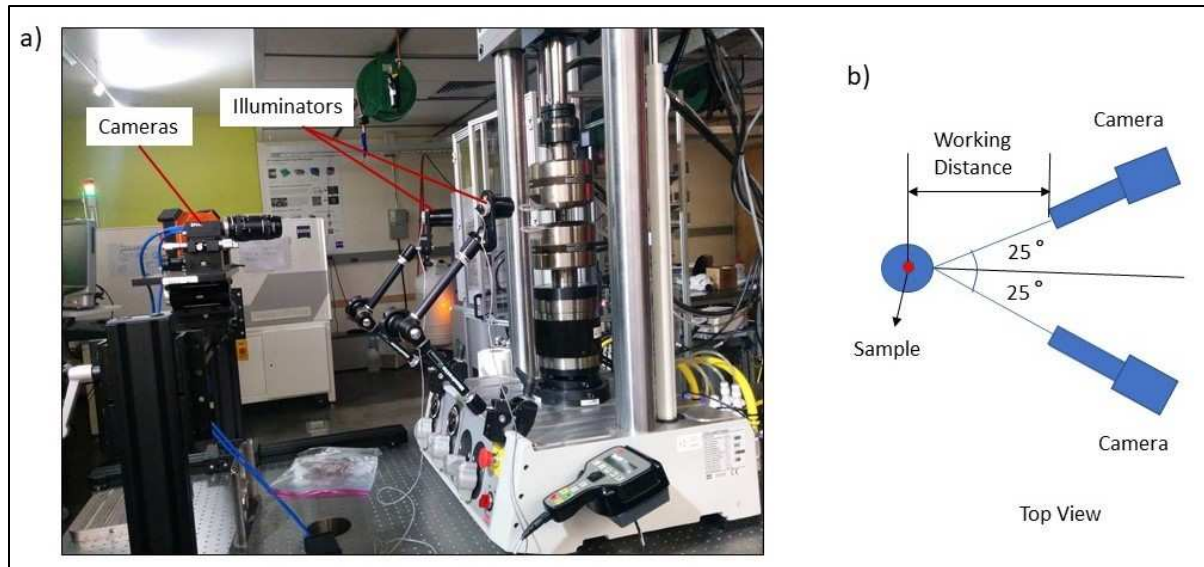 a)
Illuminators
Cameras
b)
Camera
Working
Distance
25°
25°
Sample
Camera
Top View